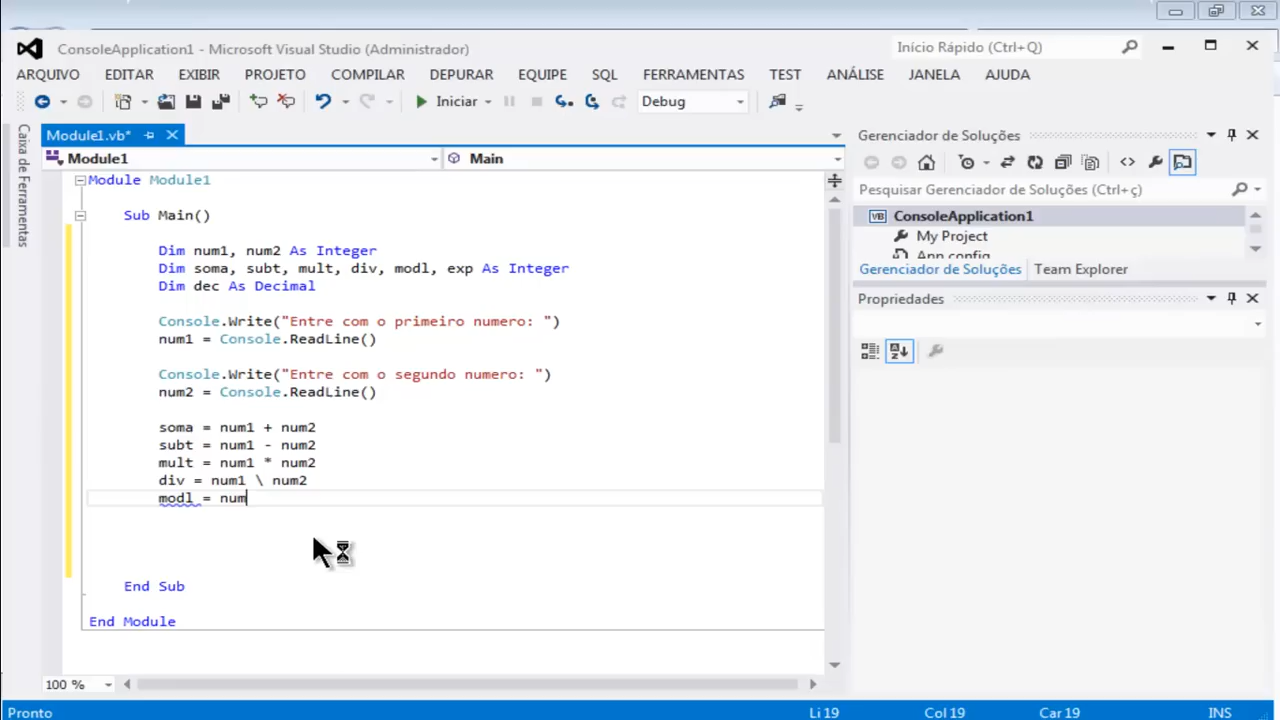 ConsoleApplication1 - Microsoft Visual Studio (Administrador)
Início Rápido (Ctrl+Q)
ARQUIVO EDITAR EXIBIR PROJETO COMPILAR DEPURAR EQUIPE SQL FERRAMENTAS TEST ANÁLISE JANELA AJUDA
Iniciar Debug
Caixa de Ferramentas
Module1.vb*
Module1 Main
Module Module1
Sub Main()
Dim num1, num2 As Integer
Dim soma, subt, mult, div, modl, exp As Integer
Dim dec As Decimal
Console.Write("Entre com o primeiro numero: ")
num1 = Console.ReadLine()
Console.Write("Entre com o segundo numero: ")
num2 = Console.ReadLine()
soma = num1 + num2
subt = num1 - num2
mult = num1 * num2
div = num1 \ num2
modl = num
End Sub
End Module
100 %
Gerenciador de Soluções
Pesquisar Gerenciador de Soluções (Ctrl+ç)
VB ConsoleApplication1
My Project
App.config
Gerenciador de Soluções Team Explorer
Propriedades
Pronto Li 19 Col 19 Car 19 INS